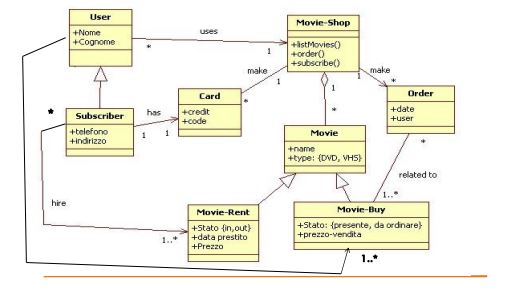 User
+Nome
+Cognome
uses
*
1
Movie-Shop
+listMovies()
+order()
+subscribe()
make
1
*
1
make
*
1
*
Card
+credit
+code
Order
+date
+user
*
*
Subscriber
+telefono
+indirizzo
has
1
1
Movie
+name
+type: {DVD, VHS}
related to
1..*
hire
1..*
Movie-Rent
+Stato {in,out}
+data prestito
+Prezzo
Movie-Buy
+Stato: {presente, da ordinare}
+prezzo-vendita
1..*